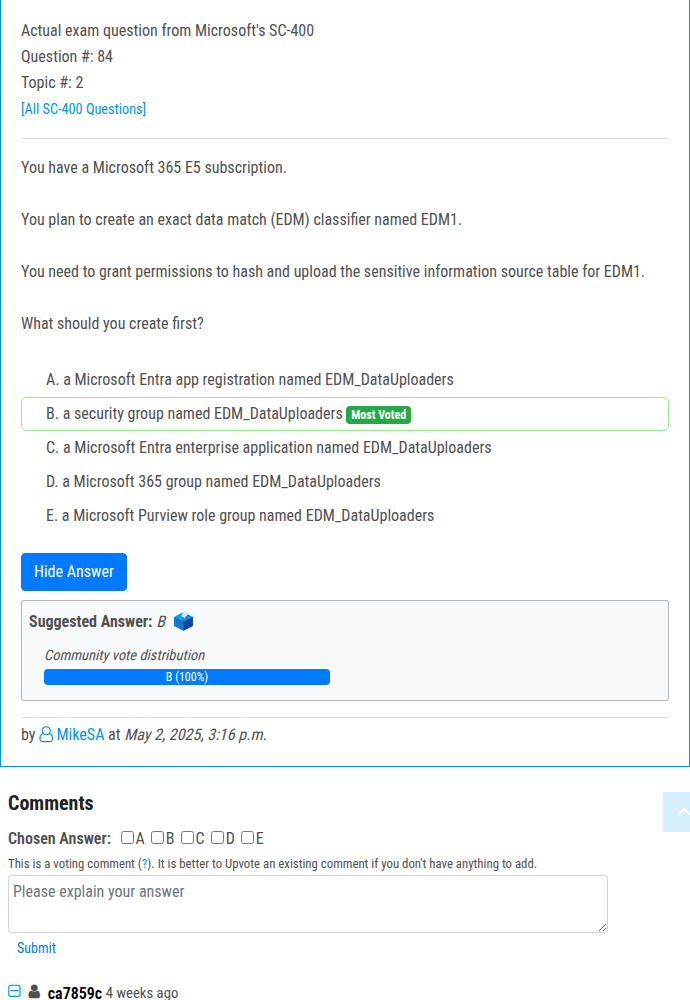 Actual exam question from Microsoft's SC-400
Question #: 84
Topic #: 2
[All SC-400 Questions]
You have a Microsoft 365 E5 subscription.
You plan to create an exact data match (EDM) classifier named EDM1.
You need to grant permissions to hash and upload the sensitive information source table for EDM1.
What should you create first?
A. a Microsoft Entra app registration named EDM_DataUploaders
B. a security group named EDM_DataUploaders Most Voted
C. a Microsoft Entra enterprise application named EDM_DataUploaders
D. a Microsoft 365 group named EDM_DataUploaders
E. a Microsoft Purview role group named EDM_DataUploaders
Hide Answer
Suggested Answer: B
Community vote distribution
B (100%)
by MikeSA at May 2, 2025, 3:16 p.m.
Comments
Chosen Answer: A B C D E
This is a voting comment (?). It is better to Upvote an existing comment if you don't have anything to add.
Please explain your answer
Submit
ca7859c 4 weeks ago